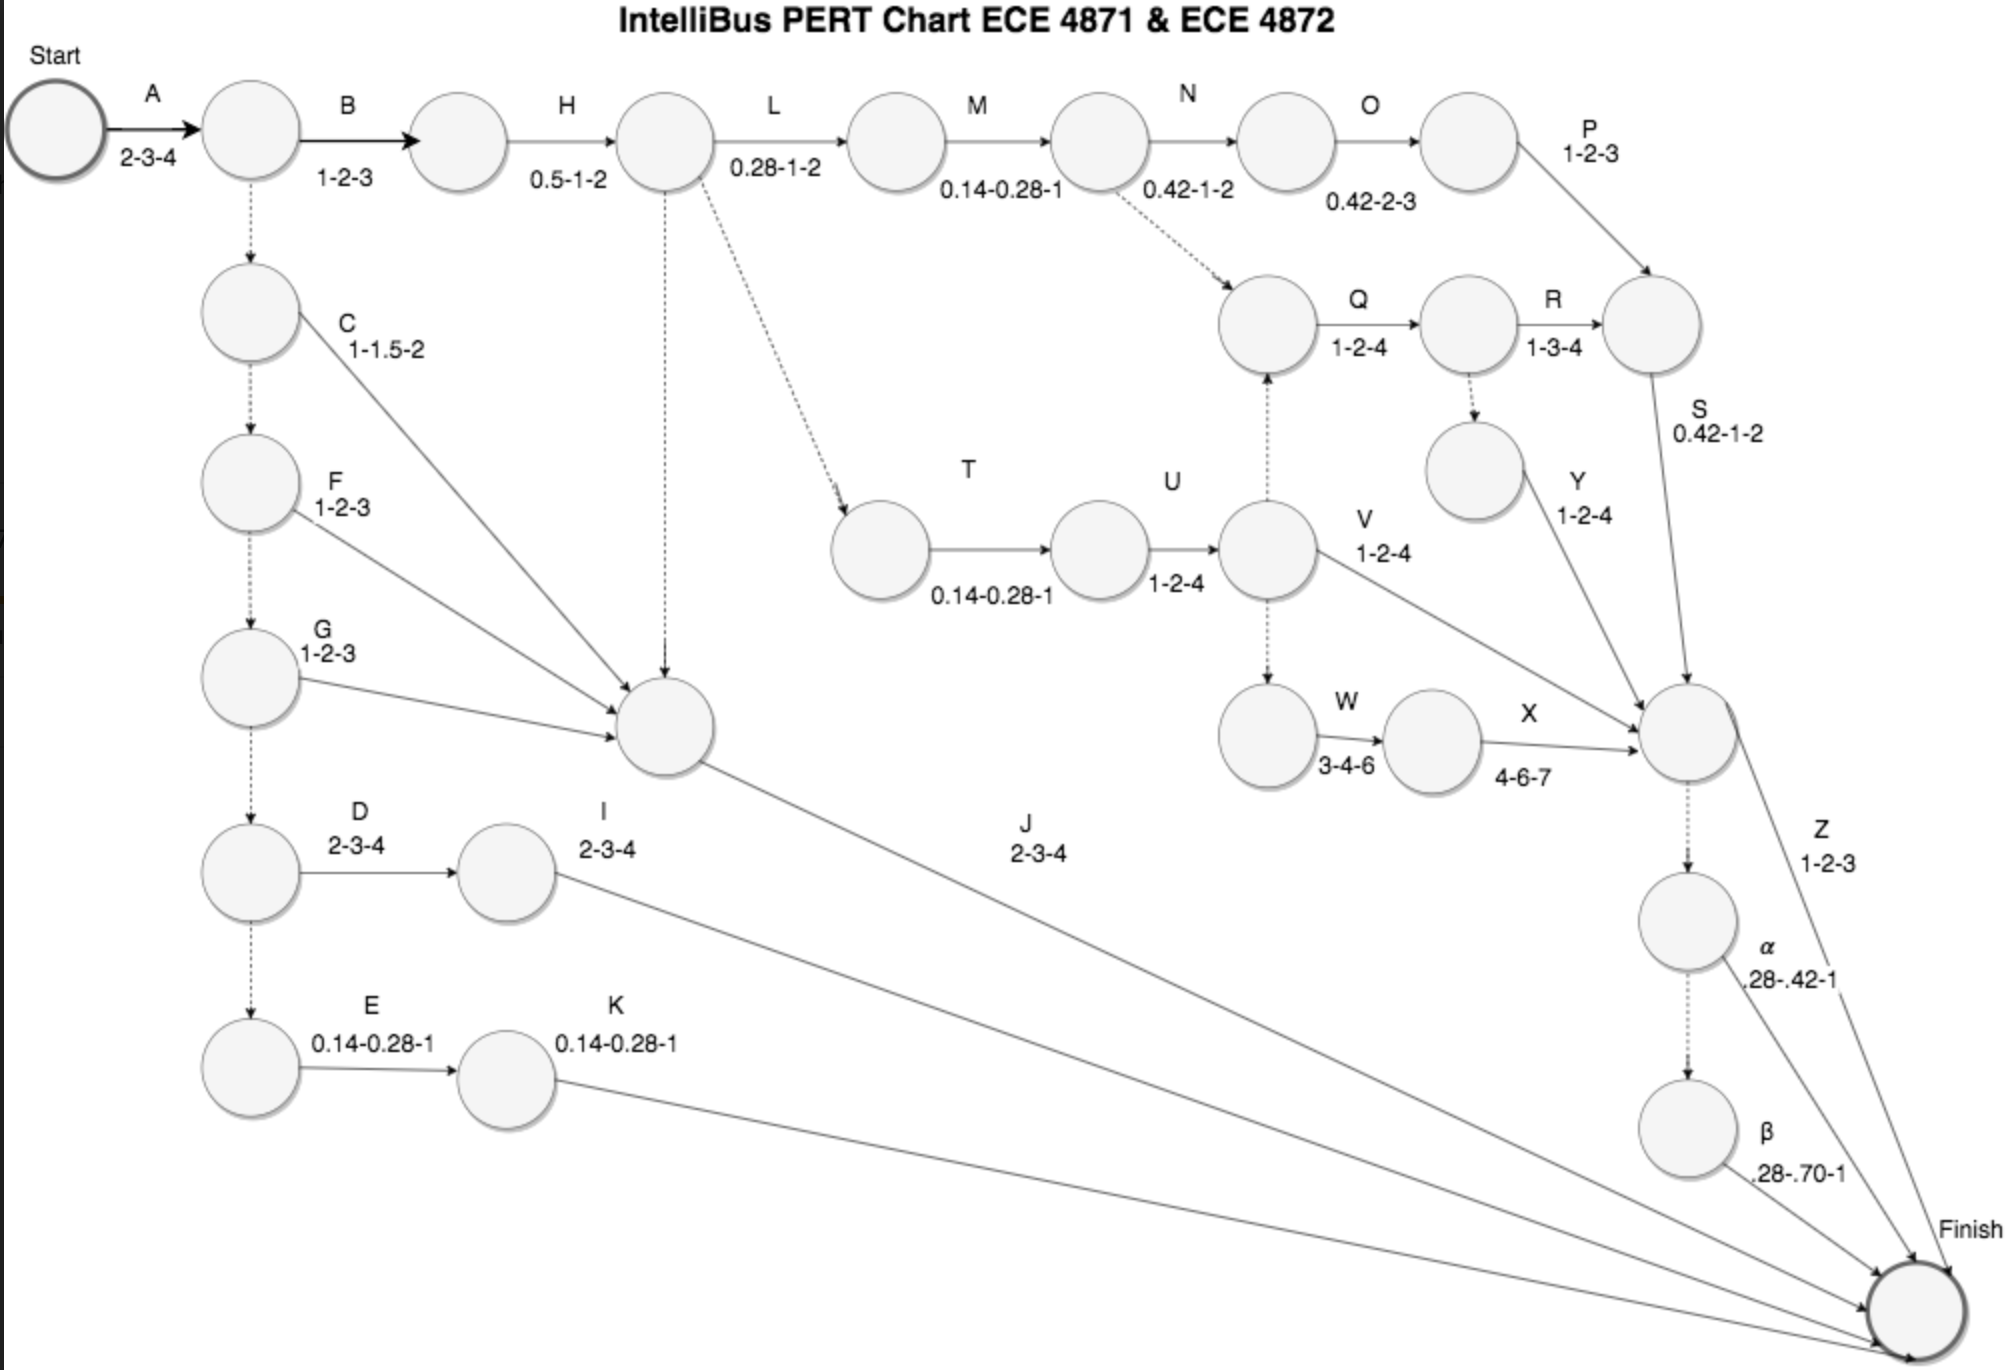 IntelliBus PERT Chart ECE 4871 & ECE 4872
Start
A
2-3-4
B
1-2-3
H
0.5-1-2
L
0.28-1-2
M
0.14-0.28-1
N
0.42-1-2
O
0.42-2-3
P
1-2-3
C
1-1.5-2
Q
1-2-4
R
1-3-4
S
0.42-1-2
F
1-2-3
T
0.14-0.28-1
U
1-2-4
V
1-2-4
Y
1-2-4
G
1-2-3
W
3-4-6
X
4-6-7
D
2-3-4
I
2-3-4
J
2-3-4
Z
1-2-3
α
.28-.42-1
E
0.14-0.28-1
K
0.14-0.28-1
β
.28-.70-1
Finish